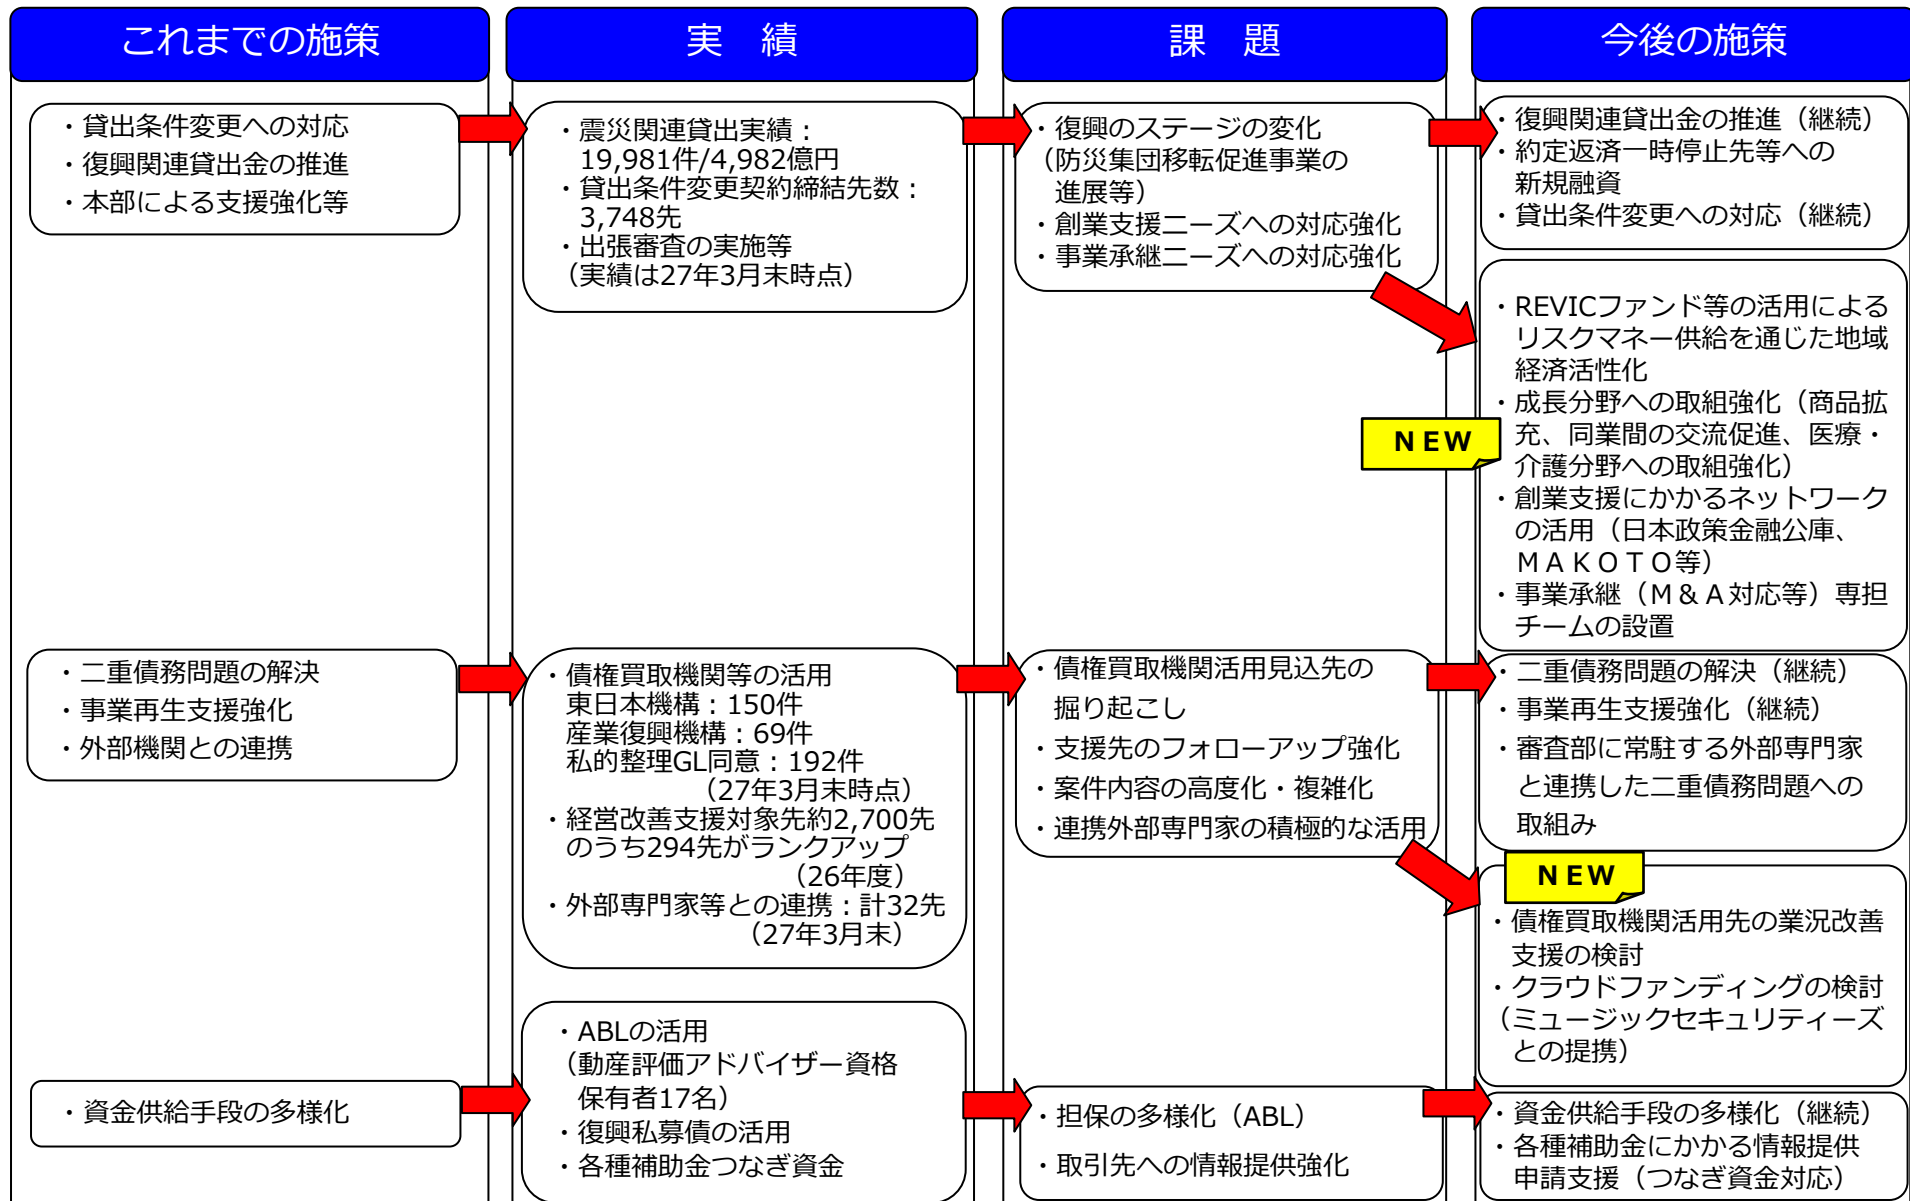 これまでの施策
実　績
課　題
今後の施策
・貸出条件変更への対応
・復興関連貸出金の推進
・本部による支援強化等
・震災関連貸出実績：
19,981件/4,982億円
・貸出条件変更契約締結先数：
3,748先
・出張審査の実施等
（実績は27年3月末時点）
・復興のステージの変化
（防災集団移転促進事業の
進展等）
・創業支援ニーズへの対応強化
・事業承継ニーズへの対応強化
・復興関連貸出金の推進（継続）
・約定返済一時停止先等への
新規融資
・貸出条件変更への対応（継続）
NEW
・REVICファンド等の活用による
リスクマネー供給を通じた地域
経済活性化
・成長分野への取組強化（商品拡
充、同業間の交流促進、医療・
介護分野への取組強化）
・創業支援にかかるネットワーク
の活用（日本政策金融公庫、
ＭＡＫＯＴＯ等）
・事業承継（Ｍ＆Ａ対応等）専担
チームの設置
・二重債務問題の解決
・事業再生支援強化
・外部機関との連携
・債権買取機関等の活用
東日本機構：150件
産業復興機構：69件
私的整理GL同意：192件
（27年3月末時点）
・経営改善支援対象先約2,700先
のうち294先がランクアップ
（26年度）
・外部専門家等との連携：計32先
（27年3月末）
・債権買取機関活用見込先の
掘り起こし
・支援先のフォローアップ強化
・案件内容の高度化・複雑化
・連携外部専門家の積極的な活用
・二重債務問題の解決（継続）
・事業再生支援強化（継続）
・審査部に常駐する外部専門家
と連携した二重債務問題への
取組み
NEW
・債権買取機関活用先の業況改善
支援の検討
・クラウドファンディングの検討
（ミュージックセキュリティーズ
との提携）
・資金供給手段の多様化
・ABLの活用
（動産評価アドバイザー資格
保有者17名）
・復興私募債の活用
・各種補助金つなぎ資金
・担保の多様化（ABL）
・取引先への情報提供強化
・資金供給手段の多様化（継続）
・各種補助金にかかる情報提供
申請支援（つなぎ資金対応）